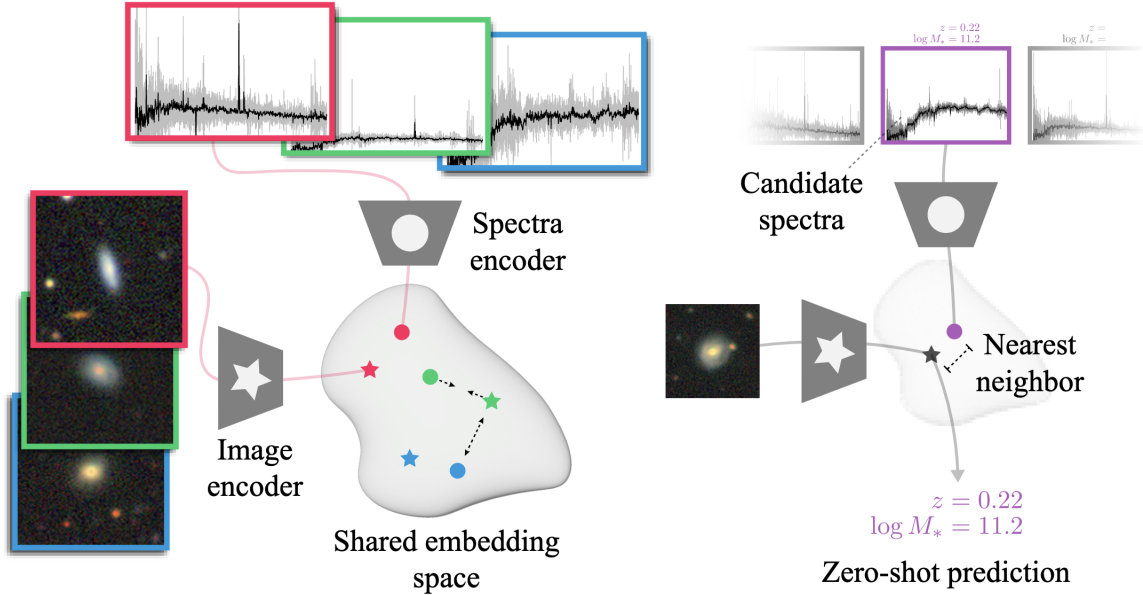 z = 0.22
log M* = 11.2
z =
log M* =
Candidate
spectra
Spectra
encoder
Image
encoder
Shared embedding
space
Nearest
neighbor
z = 0.22
log M* = 11.2
Zero-shot prediction